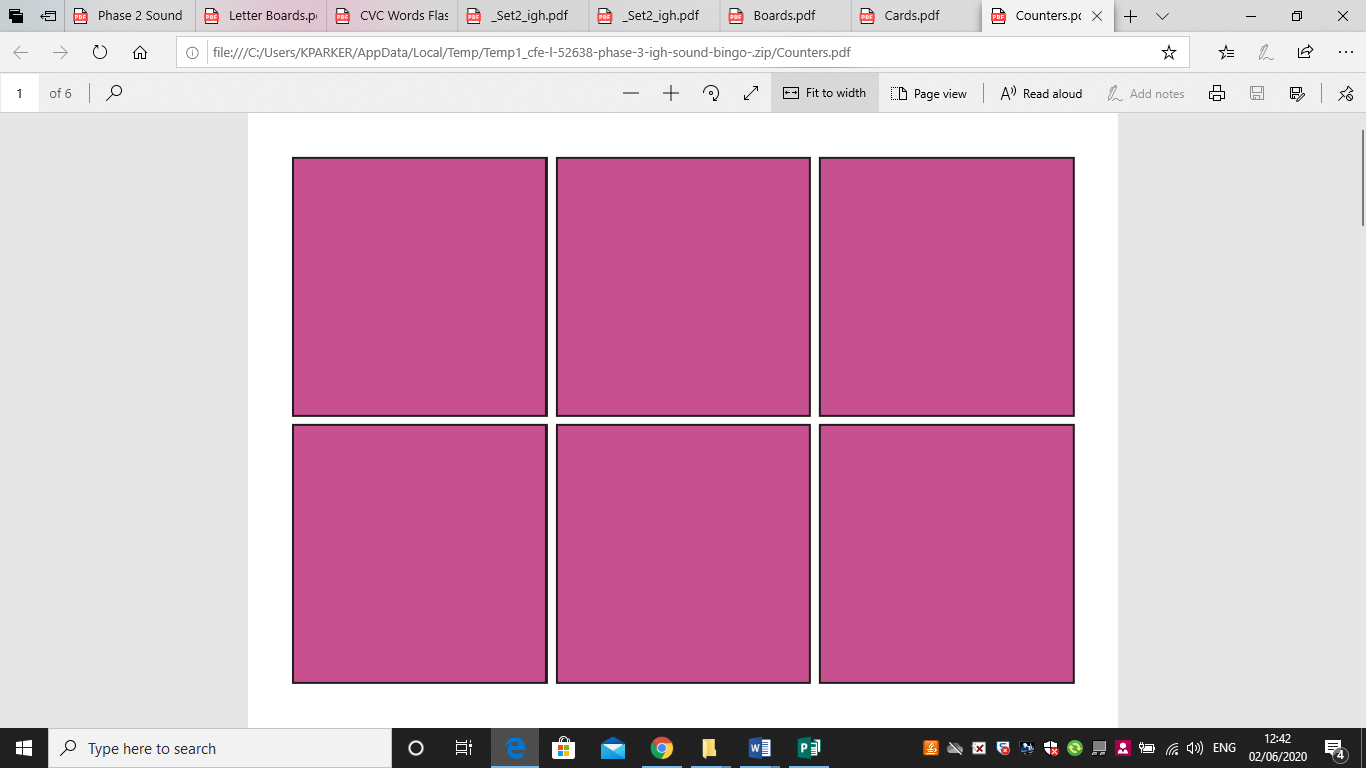 Phase 2 Sound
Letter Boards.p
CVC Words Flas
_Set2_igh.pdf
_Set2_igh.pdf
Boards.pdf
Cards.pdf
Counters.pc
file:///C:/Users/KPARKER/AppData/Local/Temp/Temp1_cfe-l-52638-phase-3-igh-sound-bingo-.zip/Counters.pdf
1 of 6
Fit to width
Page view
Read aloud
Add notes
Type here to search
ENG
12:42
02/06/2020
4